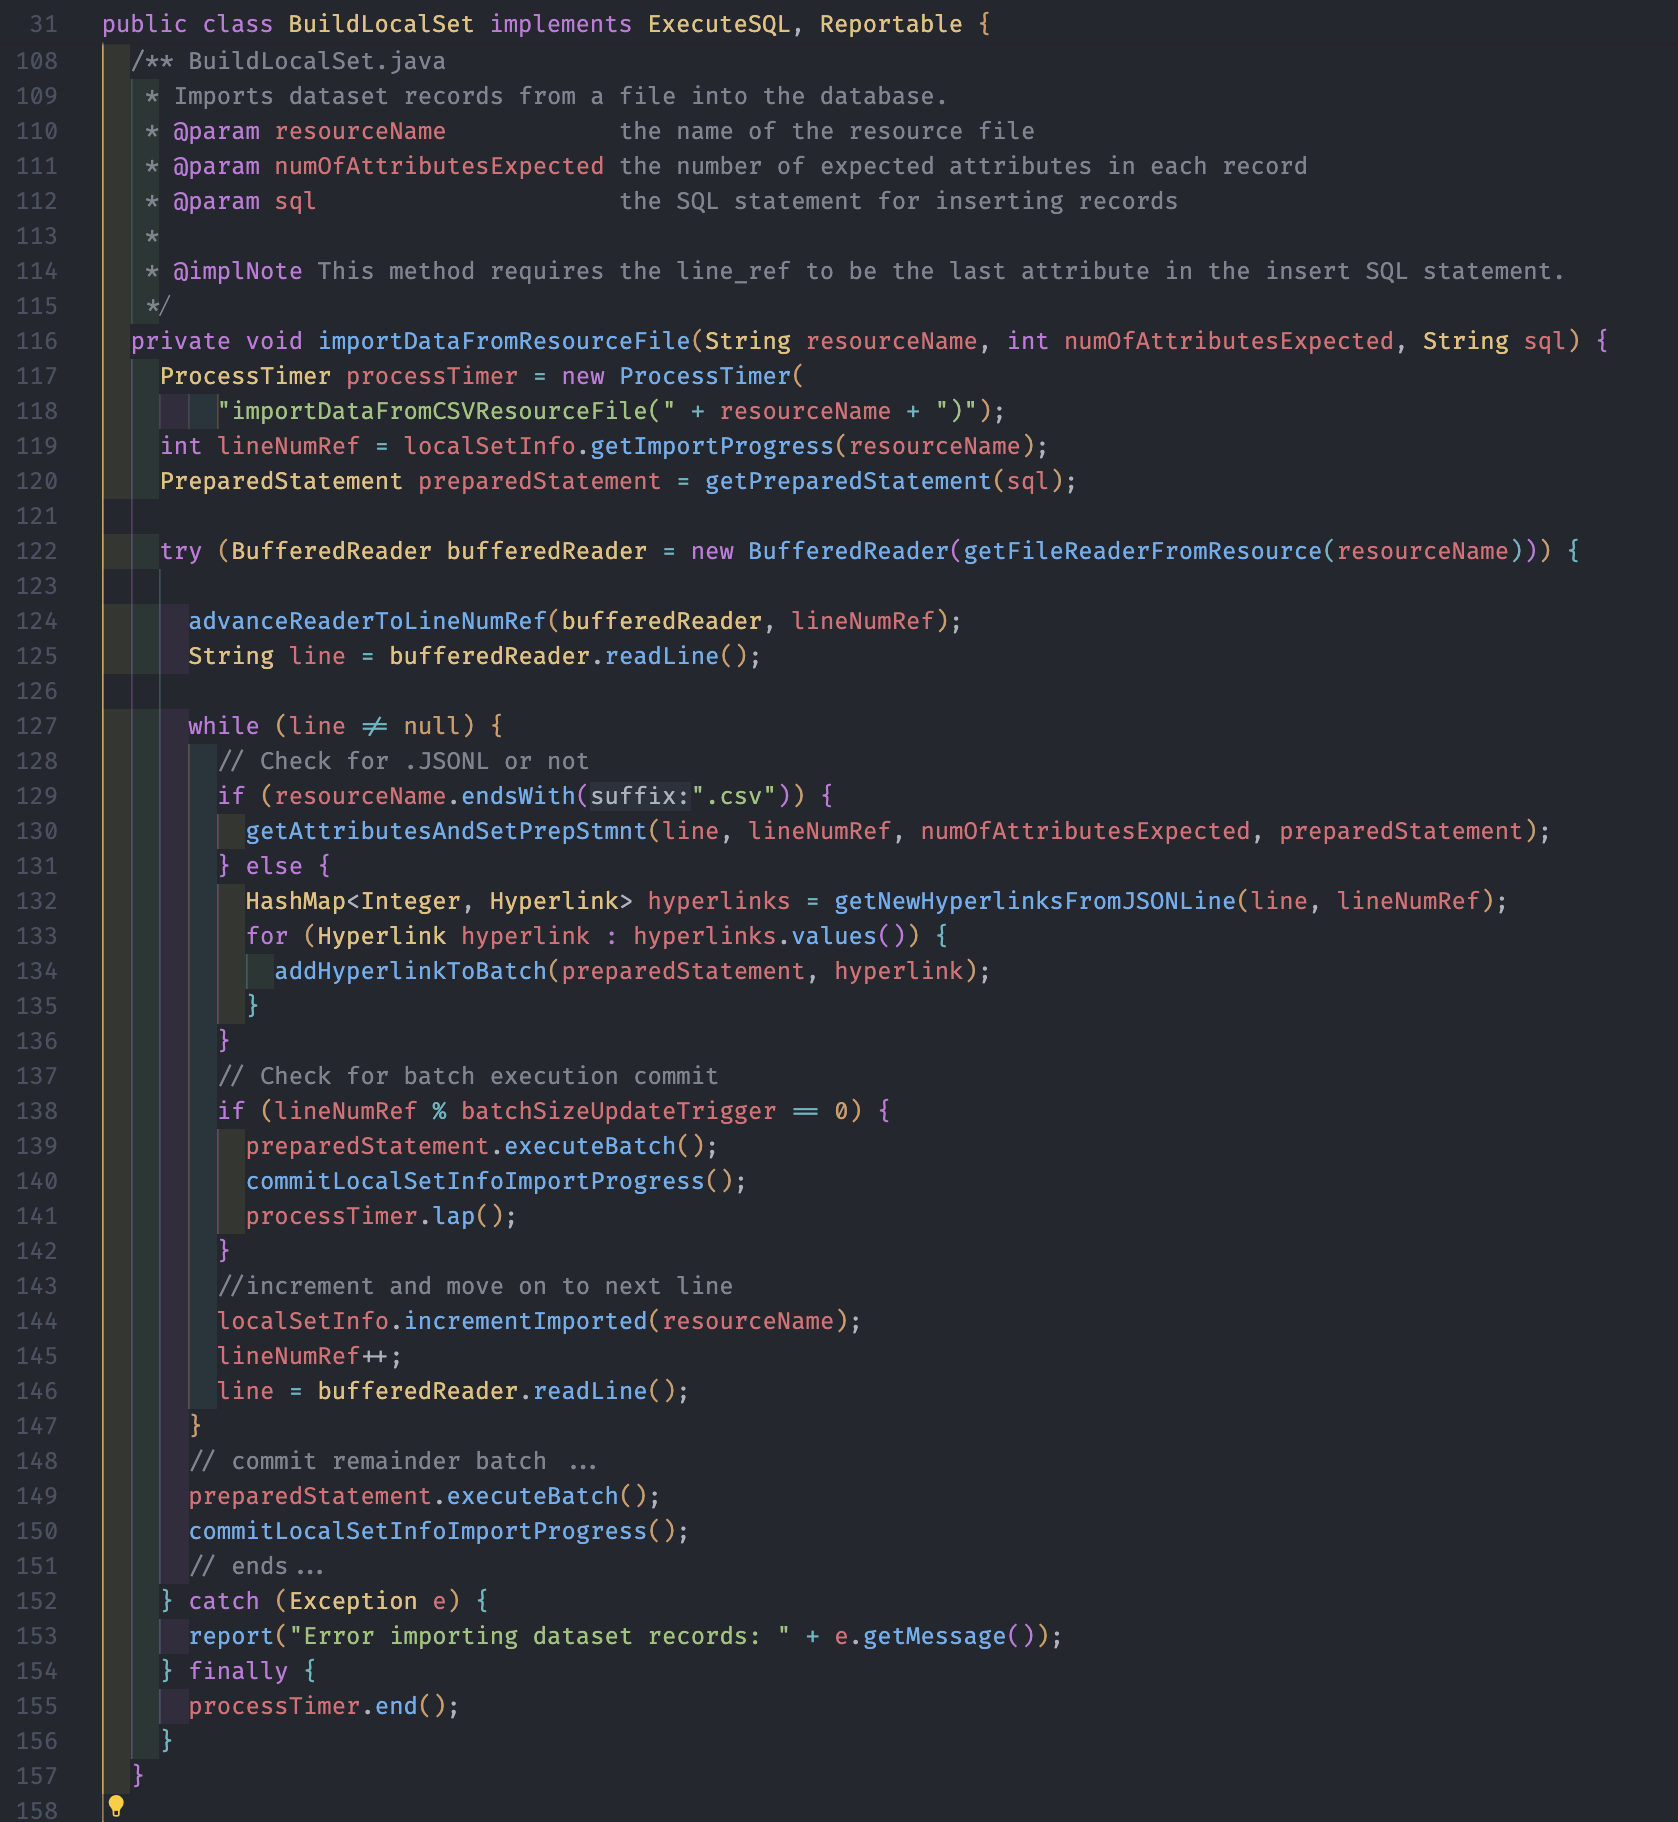 31 public class BuildLocalSet implements ExecuteSQL, Reportable {
108 /** BuildLocalSet.java
109 * Imports dataset records from a file into the database.
110 * @param resourceName the name of the resource file
111 * @param numOfAttributesExpected the number of expected attributes in each record
112 * @param sql the SQL statement for inserting records
113 *
114 * @implNote This method requires the line_ref to be the last attribute in the insert SQL statement.
115 */
116 private void importDataFromResourceFile(String resourceName, int numOfAttributesExpected, String sql) {
117 ProcessTimer processTimer = new ProcessTimer(
118 "importDataFromCSVResourceFile(" + resourceName + ")");
119 int lineNumRef = localSetInfo.getImportProgress(resourceName);
120 PreparedStatement preparedStatement = getPreparedStatement(sql);
121
122 try (BufferedReader bufferedReader = new BufferedReader(getFileReaderFromResource(resourceName))) {
123
124 advanceReaderToLineNumRef(bufferedReader, lineNumRef);
125 String line = bufferedReader.readLine();
126
127 while (line != null) {
128 // Check for .JSONL or not
129 if (resourceName.endsWith(suffix:".csv")) {
130 getAttributesAndSetPrepStmnt(line, lineNumRef, numOfAttributesExpected, preparedStatement);
131 } else {
132 HashMap<Integer, Hyperlink> hyperlinks = getNewHyperlinksFromJSONLine(line, lineNumRef);
133 for (Hyperlink hyperlink : hyperlinks.values()) {
134 addHyperlinkToBatch(preparedStatement, hyperlink);
135 }
136 }
137 // Check for batch execution commit
138 if (lineNumRef % batchSizeUpdateTrigger == 0) {
139 preparedStatement.executeBatch();
140 commitLocalSetInfoImportProgress();
141 processTimer.lap();
142 }
143 //increment and move on to next line
144 localSetInfo.incrementImported(resourceName);
145 lineNumRef++;
146 line = bufferedReader.readLine();
147 }
148 // commit remainder batch ...
149 preparedStatement.executeBatch();
150 commitLocalSetInfoImportProgress();
151 // ends...
152 } catch (Exception e) {
153 report("Error importing dataset records: " + e.getMessage());
154 } finally {
155 processTimer.end();
156 }
157 }
158